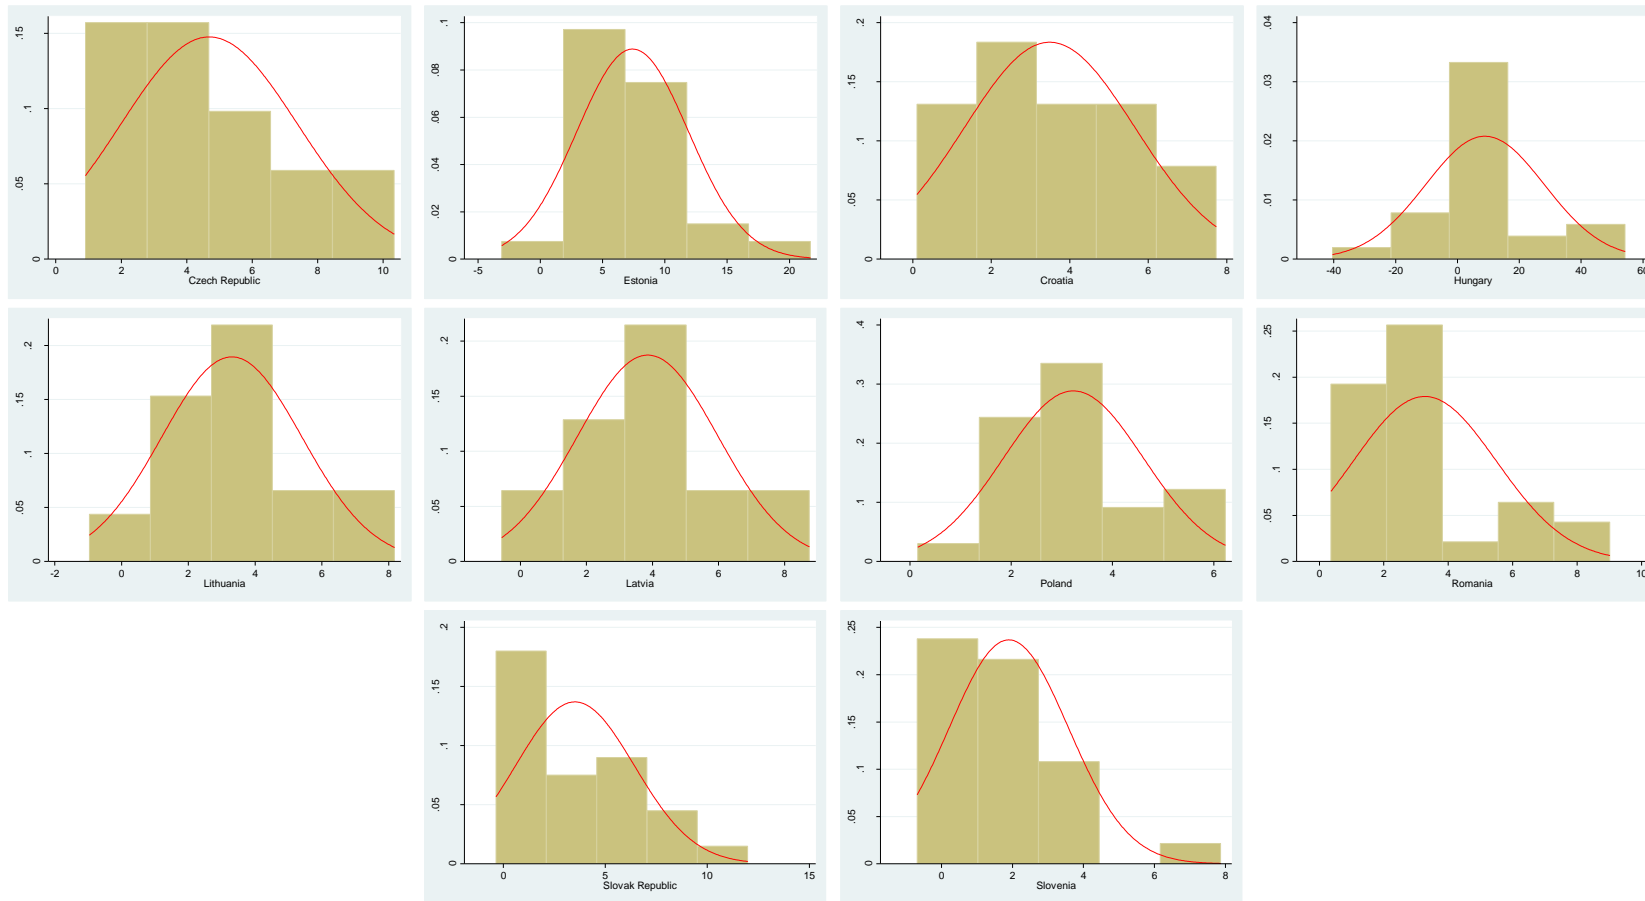 0 .05 .1 .15
0 2 4 6 8 10
Czech Republic
0 .02 .04 .06 .08 .1
-5 0 5 10 15 20
Estonia
0 .05 .1 .15 .2
0 2 4 6 8
Croatia
0 .01 .02 .03 .04
-40 -20 0 20 40 60
Hungary
0 .05 .1 .15 .2
-2 0 2 4 6 8
Lithuania
0 .05 .1 .15 .2
0 2 4 6 8
Latvia
0 .1 .2 .3 .4
0 2 4 6
Poland
0 .05 .1 .15 .2 .25
0 2 4 6 8 10
Romania
0 .05 .1 .15 .2
0 5 10 15
Slovak Republic
0 .05 .1 .15 .2 .25
0 2 4 6 8
Slovenia